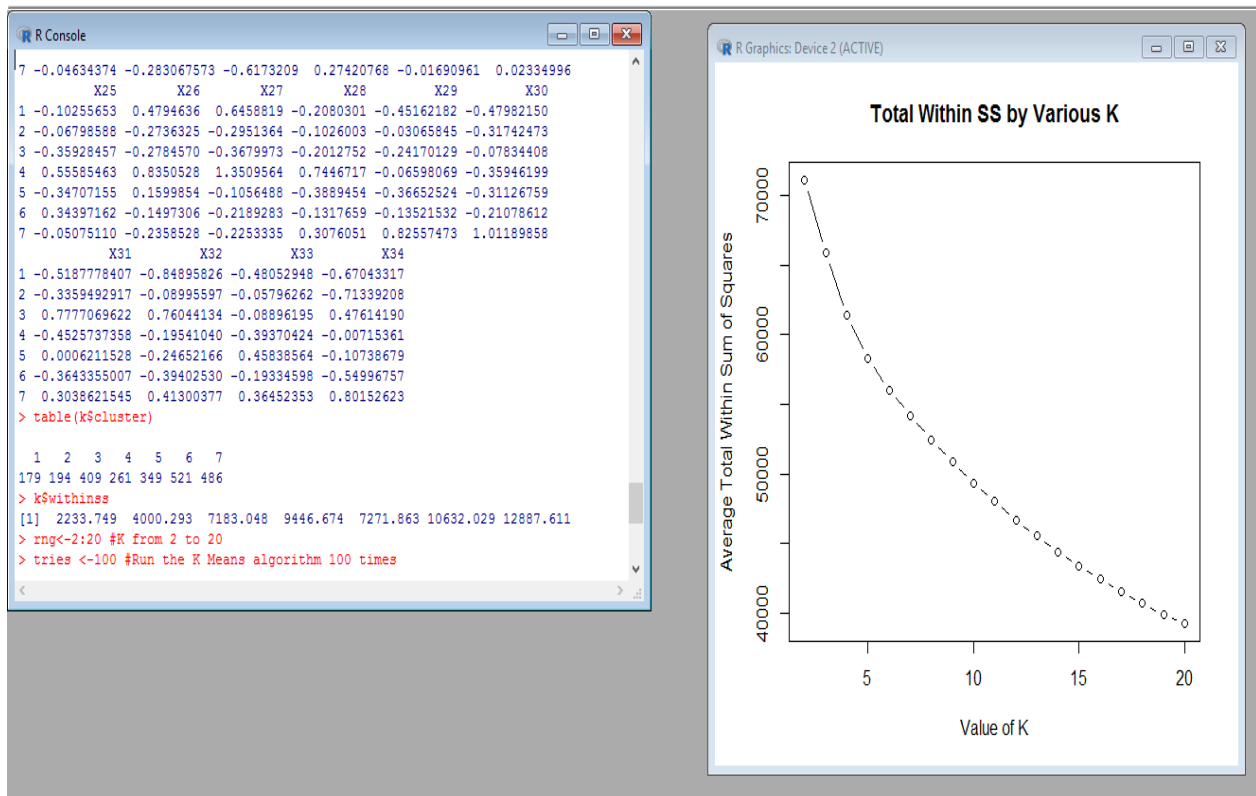 R Console
7 -0.04634374 -0.283067573 -0.6173209 0.27420768 -0.01690961 0.02334996
X25 X26 X27 X28 X29 X30
1 -0.10255653 0.4794636 0.6458819 -0.2080301 -0.45162182 -0.47982150
2 -0.06798588 -0.2736325 -0.2951364 -0.1026003 -0.03065845 -0.31742473
3 -0.35928457 -0.2784570 -0.3679973 -0.2012752 -0.24170129 -0.07834408
4 0.55585463 0.8350528 1.3509564 0.7446717 -0.06598069 -0.35946199
5 -0.34707155 0.1599854 -0.1056488 -0.3889454 -0.36652524 -0.31126759
6 0.34397162 -0.1497306 -0.2189283 -0.1317659 -0.13521532 -0.21078612
7 -0.05075110 -0.2358528 -0.2253335 0.3076051 0.82557473 1.01189858
X31 X32 X33 X34
1 -0.5187778407 -0.84895826 -0.48052948 -0.67043317
2 -0.3359492917 -0.08995597 -0.05796262 -0.71339208
3 0.7777069622 0.76044134 -0.08896195 0.47614190
4 -0.4525737358 -0.19541040 -0.39370424 -0.00715361
5 0.0006211528 -0.24652166 0.45838564 -0.10738679
6 -0.3643355007 -0.39402530 -0.19334598 -0.54996757
7 0.3038621545 0.41300377 0.36452353 0.80152623
> table(k$cluster)
1 2 3 4 5 6 7
179 194 409 261 349 521 486
> k$withinss
[1] 2233.749 4000.293 7183.048 9446.674 7271.863 10632.029 12887.611
> rng<-2:20 #K from 2 to 20
> tries <-100 #Run the K Means algorithm 100 times
R Graphics: Device 2 (ACTIVE)
Total Within SS by Various K
Average Total Within Sum of Squares
70000
60000
50000
40000
5 10 15 20
Value of K